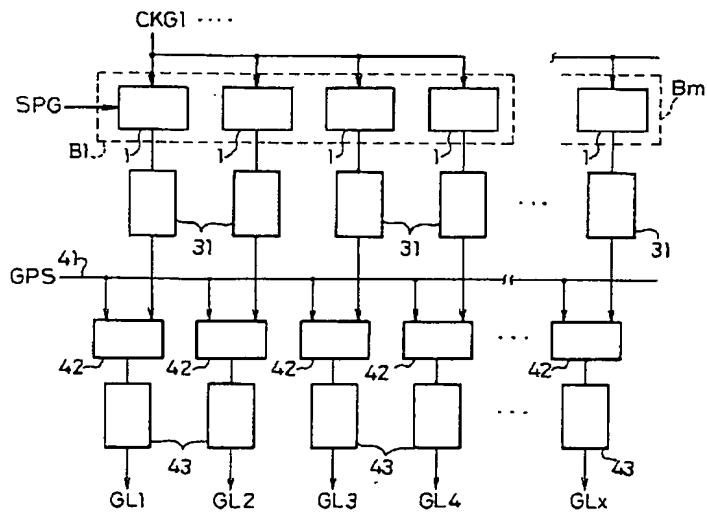 CKG1 ....
SPG
Bm
B1 1 1 1 1 1
31 31 ... 31
41
GPS
...
42 42 42 42 42
...
43 43 43
GL1 GL2 GL3 GL4 GLx